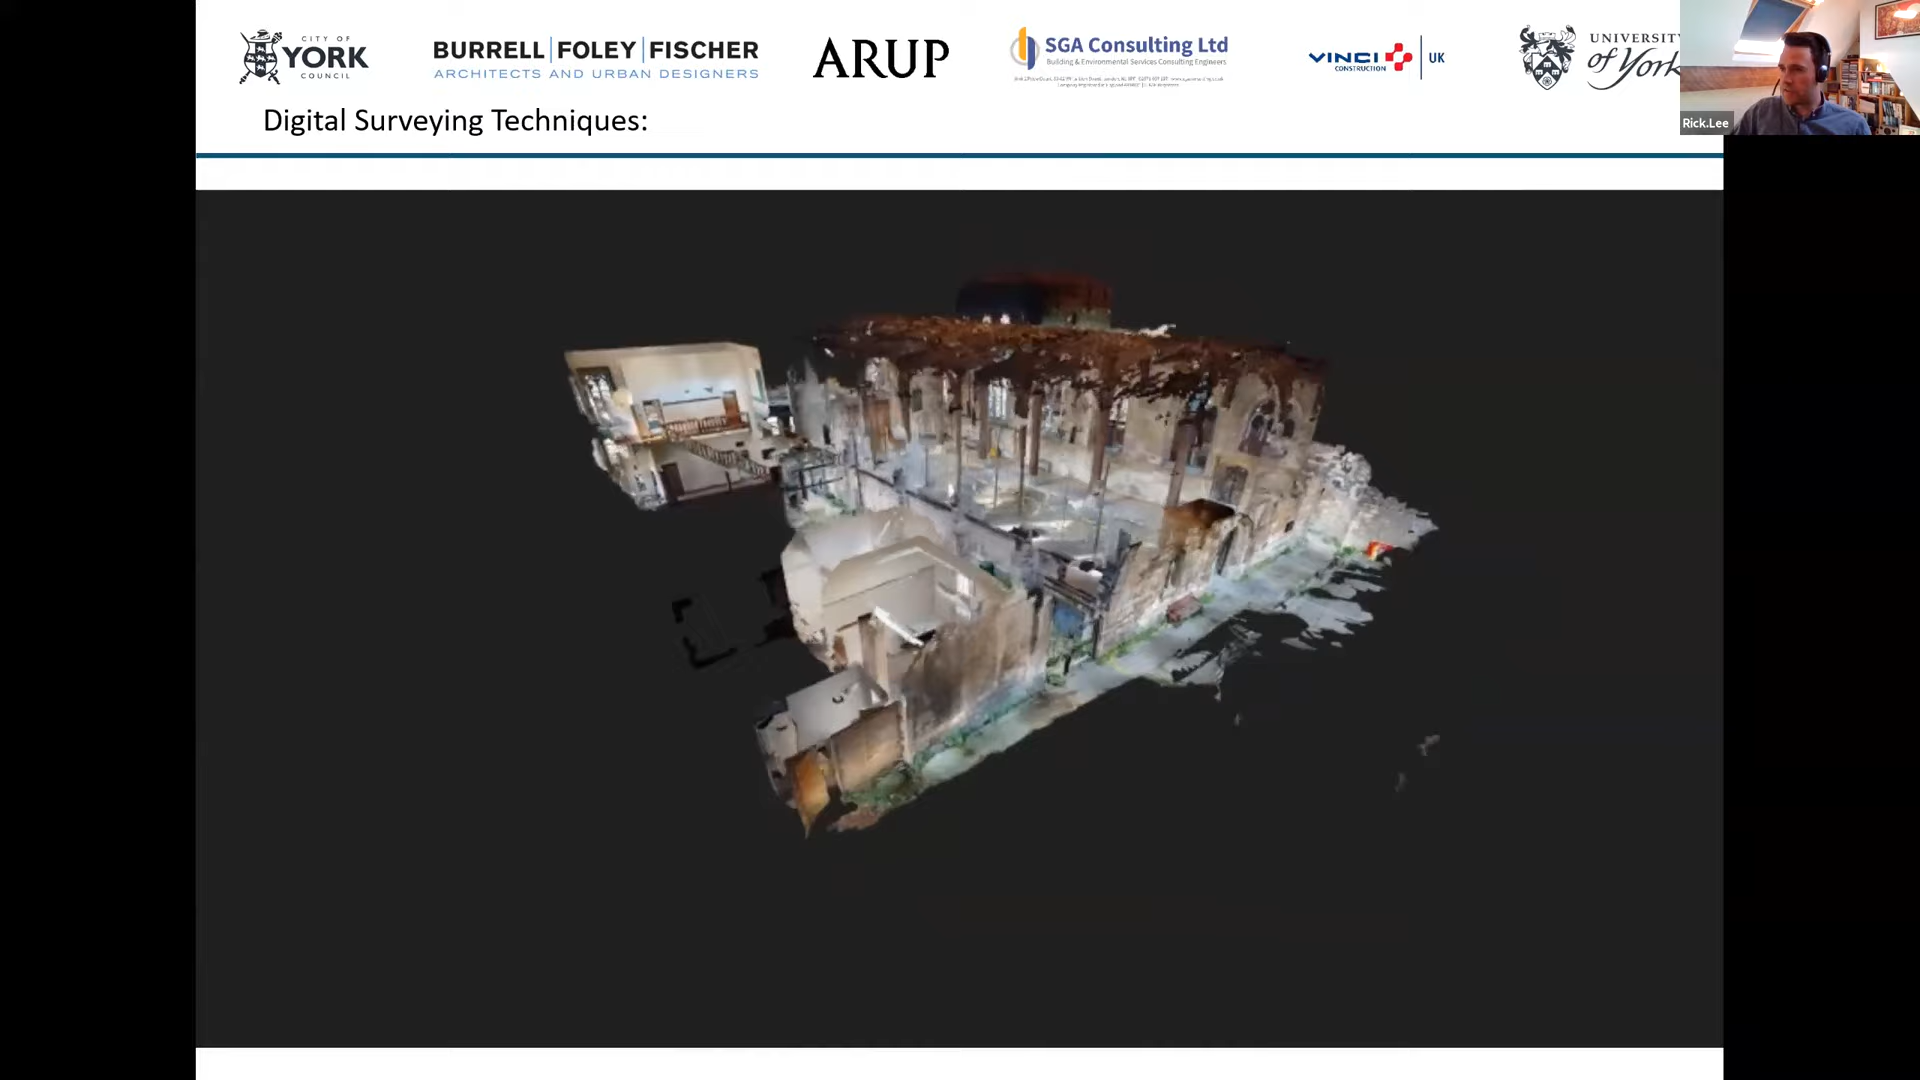 CITY OF
YORK
COUNCIL
BURRELL|FOLEY|FISCHER
ARCHITECTS AND URBAN DESIGNERS
ARUP
SGA Consulting Ltd
Building & Environmental Services Consulting Engineers
VINCI
CONSTRUCTION
UK
UNIVERSITY
of York
Rick.Lee
Digital Surveying Techniques: